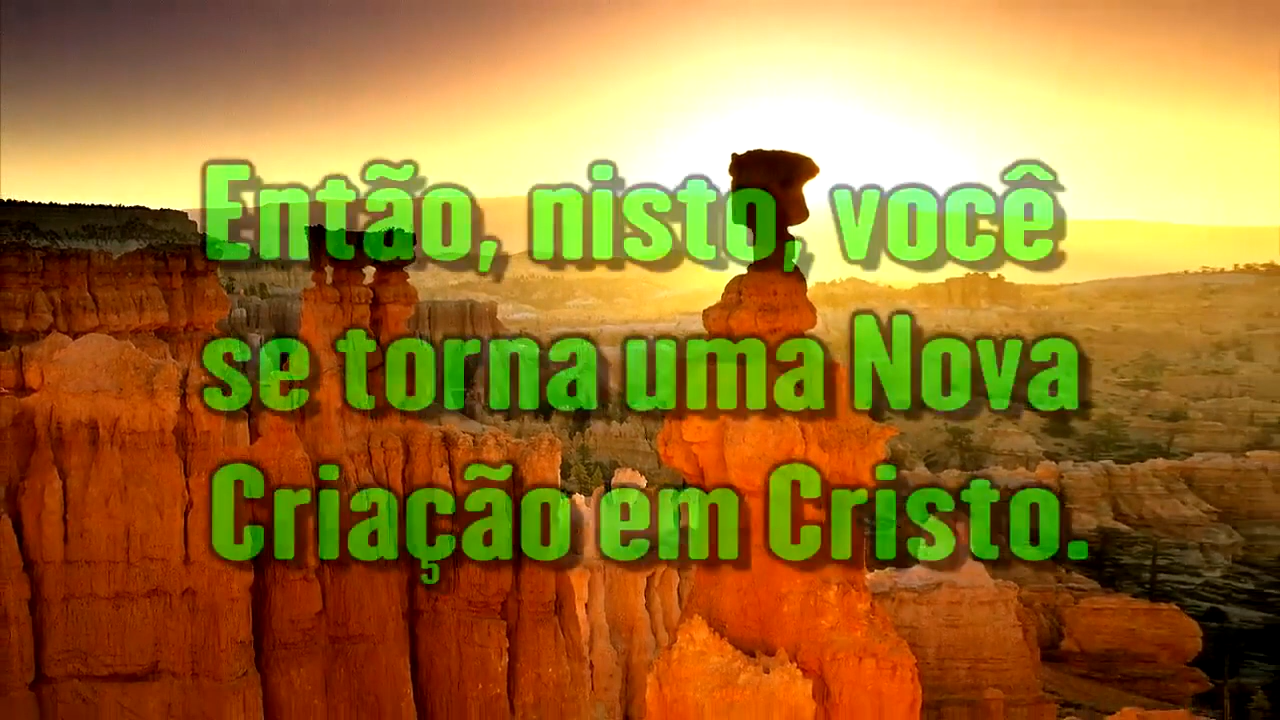 Então, nisto, você
se torna uma Nova
Criação em Cristo.